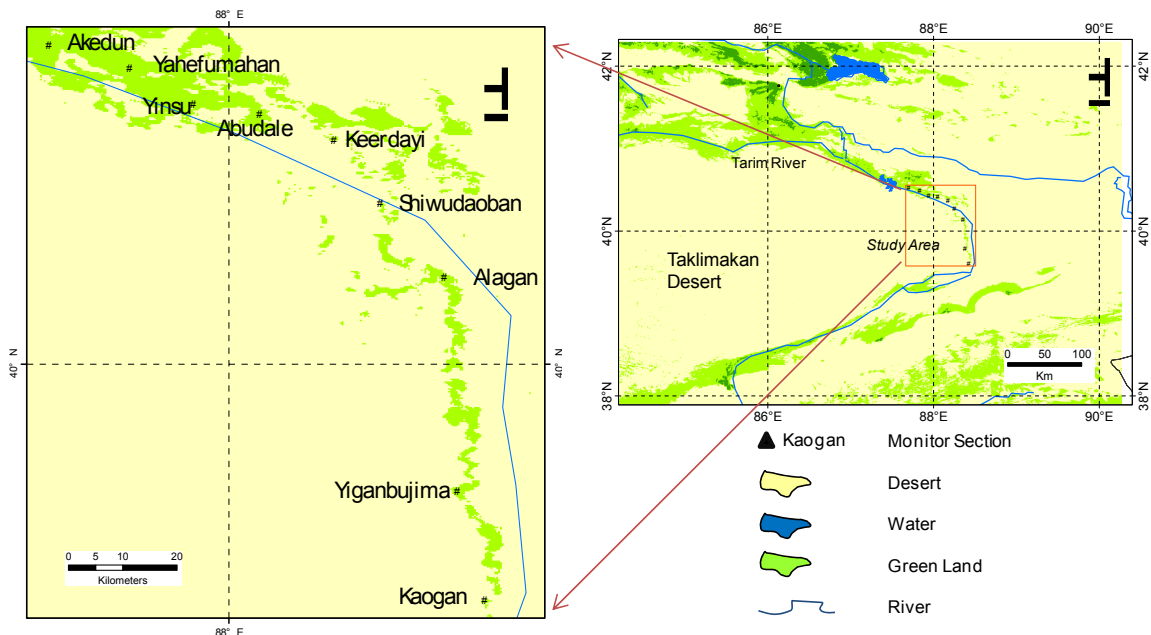 88° E
Akedun
Yahefumahan
Yinsu
Abudale
Keerdayi
Shiwudaoban
Alagan
40° N
40° N
Yiganbujima
0 5 10 20
Kilometers
Kaogan
88° E
86°E
88°E
90°E
42°N
42°N
Tarim River
40°N
40°N
Study Area
Taklimakan
Desert
0 50 100
Km
38°N
38°N
86°E
88°E
90°E
Kaogan Monitor Section
Desert
Water
Green Land
River